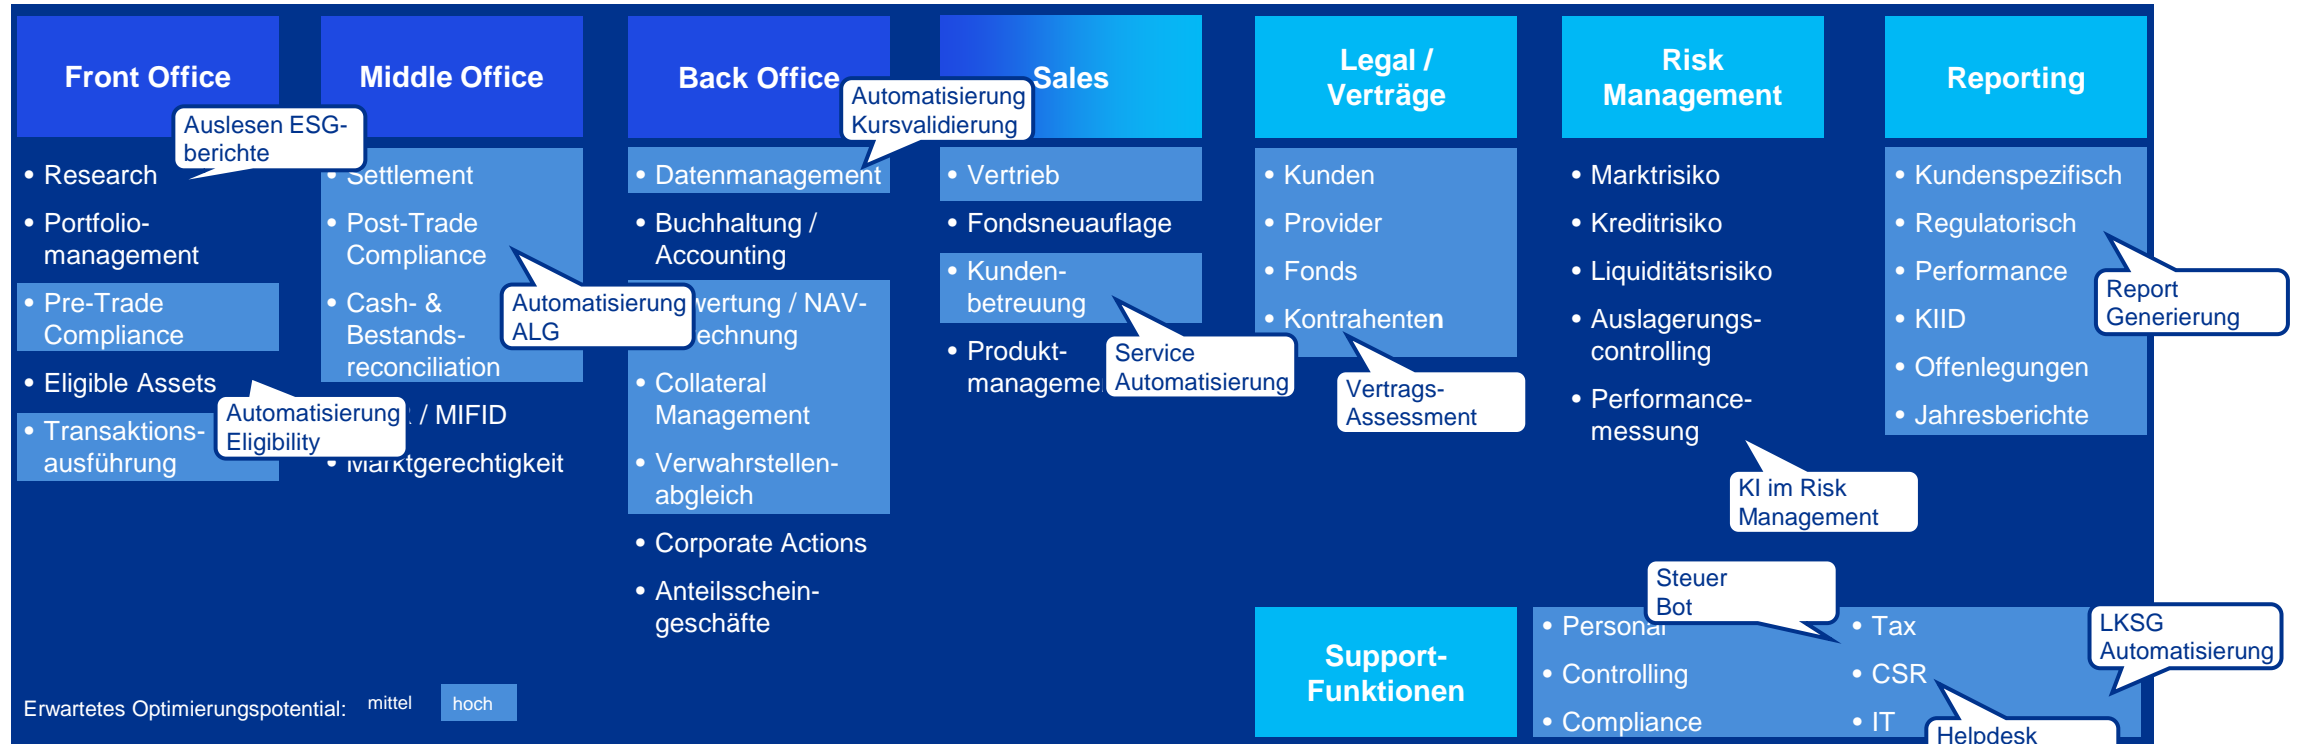 Front Office
Auslesen ESG-
berichte
• Research
• Portfolio-
management
• Pre-Trade
Compliance
• Eligible Assets
• Transaktions-
ausführung
Automatisierung
Eligibility
Middle Office
• Settlement
• Post-Trade
Compliance
• Cash- &
Bestands-
reconciliation
/ MIFID
• Marktgerechtigkeit
Automatisierung
ALG
Back Office
Automatisierung
Kursvalidierung
• Datenmanagement
• Buchhaltung /
Accounting
wertung / NAV-
echnung
• Collateral
Management
• Verwahrstellen-
abgleich
• Corporate Actions
• Anteilsschein-
geschäfte
Sales
• Vertrieb
• Fondsneuauflage
• Kunden-
betreuung
• Produkt-
manageme
Service
Automatisierung
Legal /
Verträge
• Kunden
• Provider
• Fonds
• Kontrahenten
Vertrags-
Assessment
Risk
Management
• Marktrisiko
• Kreditrisiko
• Liquiditätsrisiko
• Auslagerungs-
controlling
• Performance-
messung
KI im Risk
Management
Reporting
• Kundenspezifisch
• Regulatorisch
• Performance
• KIID
• Offenlegungen
• Jahresberichte
Report
Generierung
Support-
Funktionen
• Personal
• Controlling
• Compliance
Steuer
Bot
• Tax
• CSR
• IT
LKSG
Automatisierung
Helpdesk
Erwartetes Optimierungspotential: mittel hoch